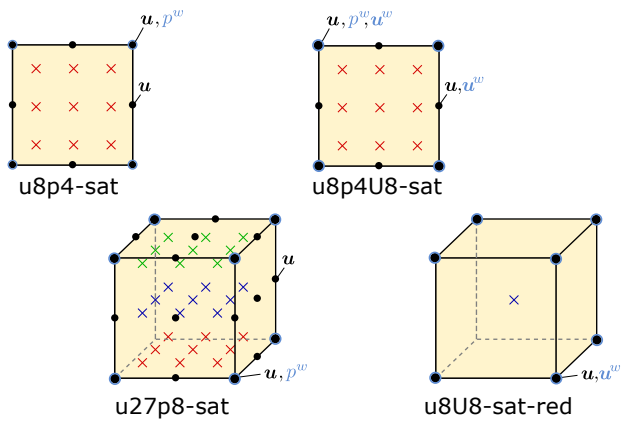 u, p^w
u
u8p4-sat
u, p^w, u^w
u, u^w
u8p4U8-sat
u
u, p^w
u27p8-sat
u, u^w
u8U8-sat-red